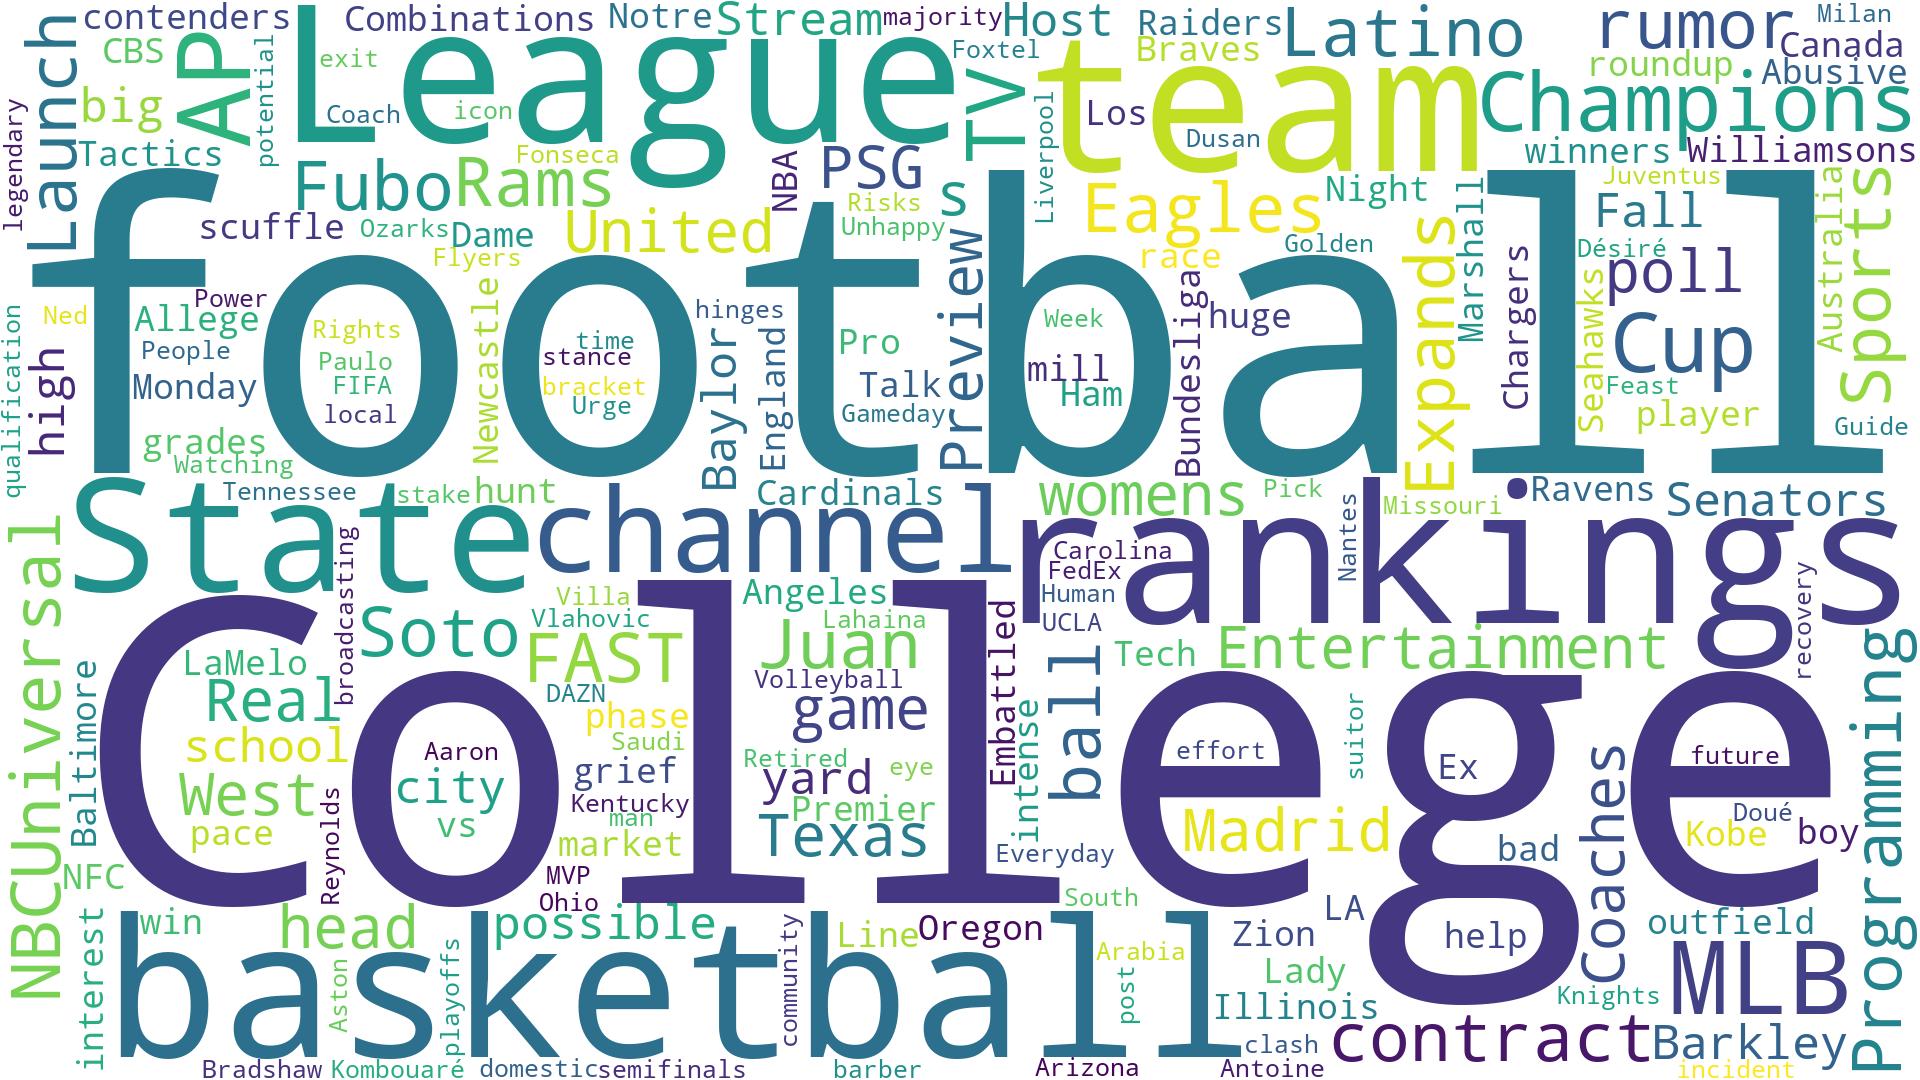 contenders
Combinations
Notre
Stream
majority
Host
Raiders
Latino
rumor
Milan
Canada
CBS
AP
potential
exit
League
Foxtel
team
Braves
roundup
Abusive
Launch
big
Coach
icon
TV
Los
Dusan
Champions
legendary
Tactics
Fonseca
NBA
PSG
Liverpool
winners
Williamsons
Fubo
Rams
Risks
s
Eagles
Night
Marshall
Juventus
Australia
Sports
scuffle
Ozarks
Dame
United
Unhappy
Preview
race
Golden
Expands
Fall
Désiré
football
Flyers
Newcastle
Bundesliga
Chargers
Seahawks
poll
qualification
Ned
Power
Allege
Rights
time
hinges
Baylor
England
Pro
Week
huge
Cup
high
People
Monday
Paulo
FIFA
local
stance
bracket
Urge
Talk
Gameday
mill
Ham
Feast
player
Guide
grades
Watching
Tennessee
stake
hunt
Cardinals
womens
Pick
Nantes
Missouri
Ravens
Senators
NBCUniversal
State
broadcasting
channel
rankings
Carolina
FedEx
Human
UCLA
recovery
Villa
Vlahovic
Angeles
Lahaina
Embattled
Soto
FAST
Juan
ball
Tech
Entertainment
Programming
Baltimore
LaMelo
Real
College
DAZN
Volleyball
game
intense
suitor
school
phase
Saudi
Retired
eye
effort
Ex
Coaches
future
West
Aaron
city
vs
grief
Kentucky
man
yard
Premier
Madrid
Doué
Kobe
boy
pace
Reynolds
market
Texas
Everyday
bad
NFC
MVP
Ohio
South
LA
interest
win
head
possible
community
Line
Oregon
Zion
help
outfield
Aston
playoffs
basketball
Arabia
post
Lady
Illinois
Knights
MLB
Bradshaw
Kombouaré
domestic
semifinals
barber
Arizona
clash
Antoine
contract
Barkley
incident